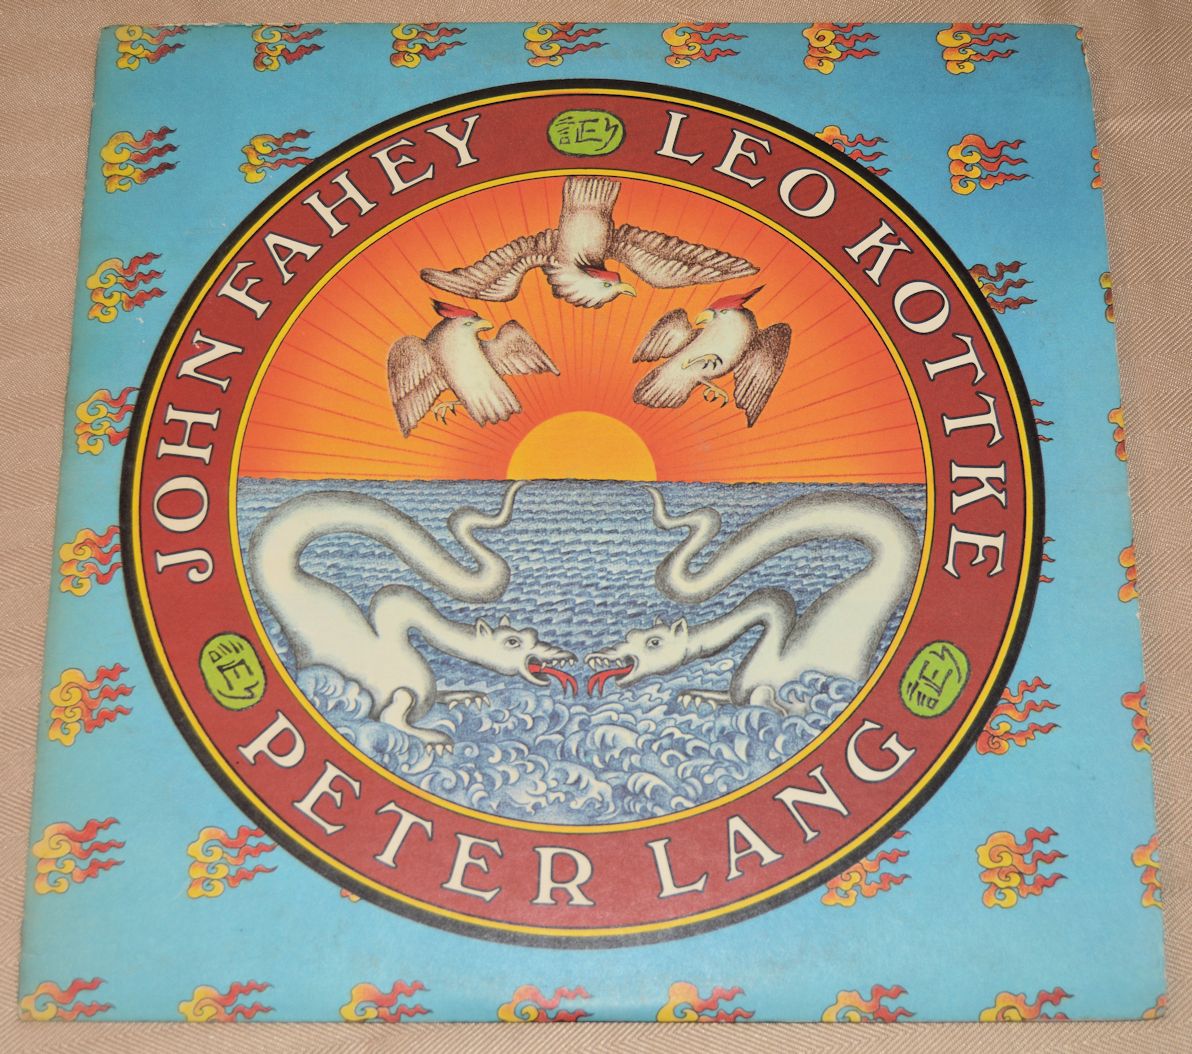 JOHN FAHEY
LEO KOTTKE
PETER LANG